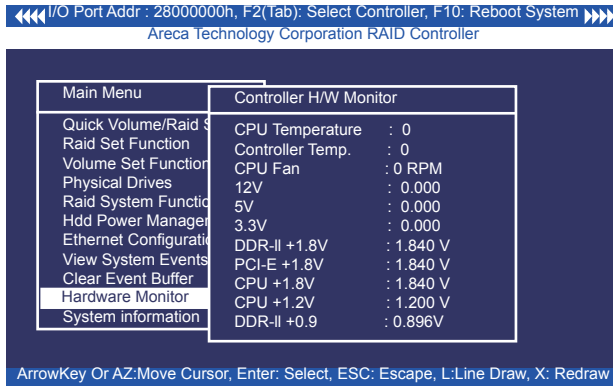 I/O Port Addr : 28000000h, F2(Tab): Select Controller, F10: Reboot System
Areca Technology Corporation RAID Controller
Main Menu
Quick Volume/Raid S
Raid Set Function
Volume Set Function
Physical Drives
Raid System Functio
Hdd Power Manager
Ethernet Configuratio
View System Events
Clear Event Buffer
Hardware Monitor
System information
Controller H/W Monitor
CPU Temperature : 0
Controller Temp. : 0
CPU Fan : 0 RPM
12V : 0.000
5V : 0.000
3.3V : 0.000
DDR-II +1.8V : 1.840 V
PCI-E +1.8V : 1.840 V
CPU +1.8V : 1.840 V
CPU +1.2V : 1.200 V
DDR-II +0.9 : 0.896V
ArrowKey Or AZ:Move Cursor, Enter: Select, ESC: Escape, L:Line Draw, X: Redraw